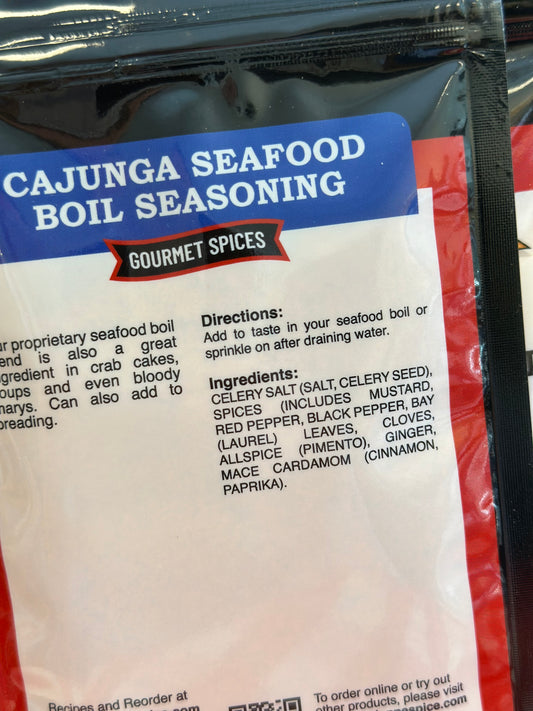 CAJUNGA SEAFOOD
BOIL SEASONING
GOURMET SPICES
proprietary seafood boil
is also a great
in crab cakes,
and even bloody
Can also add to
Directions:
Add to taste in your seafood boil or
sprinkle on after draining water.
Ingredients:
CELERY SALT (SALT, CELERY SEED),
SPICES (INCLUDES MUSTARD,
RED PEPPER, BLACK PEPPER, BAY
(LAUREL) LEAVES, CLOVES,
ALLSPICE (PIMENTO), GINGER,
MACE CARDAMOM (CINNAMON,
PAPRIKA).
Recipes and Reorder at
To order online or try out
other products, please visit